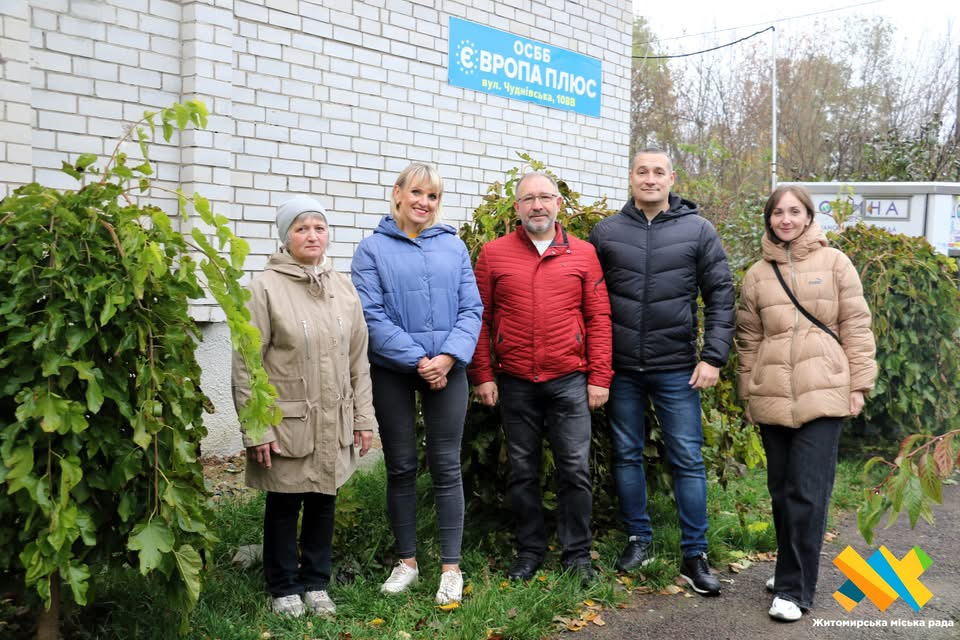 ОСББ
ЄВРОПА ПЛЮС
вул. Чуднівська, 108В
Житомирська міська рада